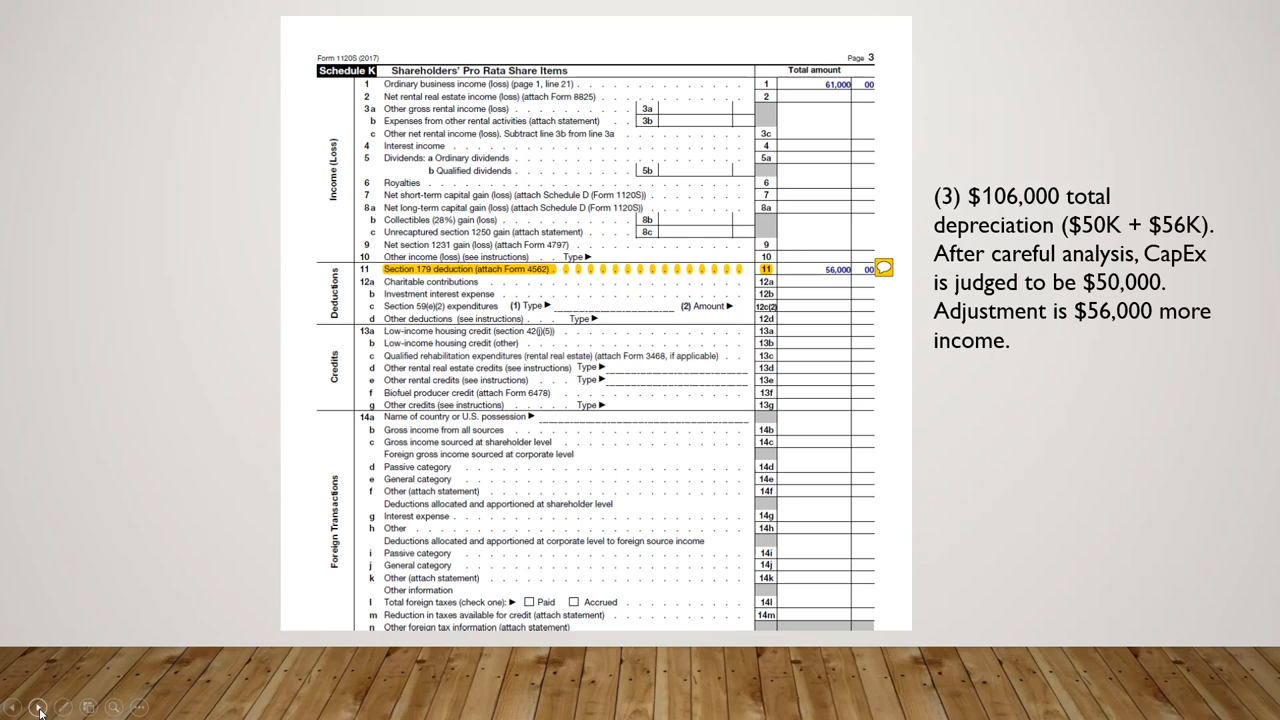 Form 1120S (2017) Page 3
Schedule K Shareholders' Pro Rata Share Items Total amount
Income (Loss)
1 Ordinary business income (loss) (page 1, line 21) 1 61,000 00
2 Net rental real estate income (loss) (attach Form 8825) 2
3a Other gross rental income (loss) 3a
b Expenses from other rental activities (attach statement) 3b
c Other net rental income (loss). Subtract line 3b from line 3a 3c
4 Interest income 4
5 Dividends: a Ordinary dividends 5a
b Qualified dividends 5b
6 Royalties 6
7 Net short-term capital gain (loss) (attach Schedule D (Form 1120S)) 7
8a Net long-term capital gain (loss) (attach Schedule D (Form 1120S)) 8a
b Collectibles (28%) gain (loss) 8b
c Unrecaptured section 1250 gain (attach statement) 8c
9 Net section 1231 gain (loss) (attach Form 4797) 9
10 Other income (loss) (see instructions) Type ▶ 10
Deductions
11 Section 179 deduction (attach Form 4562) 11 56,000 00
12a Charitable contributions 12a
b Investment interest expense 12b
c Section 59(e)(2) expenditures (1) Type ▶ (2) Amount ▶ 12c(2)
d Other deductions (see instructions) Type ▶ 12d
Credits
13a Low-income housing credit (section 42(j)(5)) 13a
b Low-income housing credit (other) 13b
c Qualified rehabilitation expenditures (rental real estate) (attach Form 3468, if applicable) 13c
d Other rental real estate credits (see instructions) Type ▶ 13d
e Other rental credits (see instructions) Type ▶ 13e
f Biofuel producer credit (attach Form 6478) 13f
g Other credits (see instructions) Type ▶ 13g
Foreign Transactions
14a Name of country or U.S. possession ▶
b Gross income from all sources 14b
c Gross income sourced at shareholder level 14c
Foreign gross income sourced at corporate level
d Passive category 14d
e General category 14e
f Other (attach statement) 14f
Deductions allocated and apportioned at shareholder level
g Interest expense 14g
h Other 14h
Deductions allocated and apportioned at corporate level to foreign source income
i Passive category 14i
j General category 14j
k Other (attach statement) 14k
Other information
l Total foreign taxes (check one): ▶ Paid Accrued 14l
m Reduction in taxes available for credit (attach statement) 14m
n Other foreign tax information (attach statement)
(3) $106,000 total
depreciation ($50K + $56K).
After careful analysis, CapEx
is judged to be $50,000.
Adjustment is $56,000 more
income.